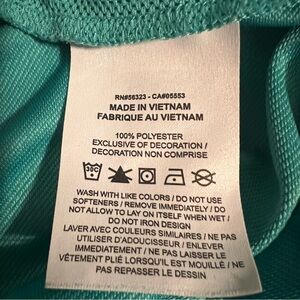 RN#56323 - CA#05553
MADE IN VIETNAM
FABRIQUE AU VIETNAM
100% POLYESTER
EXCLUSIVE OF DECORATION /
DECORATION NON COMPRISE
30C
WASH WITH LIKE COLORS / DO NOT USE
SOFTENERS / REMOVE IMMEDIATELY / DO
NOT ALLOW TO LAY ON ITSELF WHEN WET /
DO NOT IRON DESIGN
LAVER AVEC COULEURS SIMILAIRES / NE PAS
UTILISER D'ADOUCISSEUR / ENLEVER
IMMÉDIATEMENT / NE PAS LAISSER LE
VÊTEMENT PLIÉ LORSQU'IL EST MOUILLÉ / NE
PAS REPASSER LE DESSIN